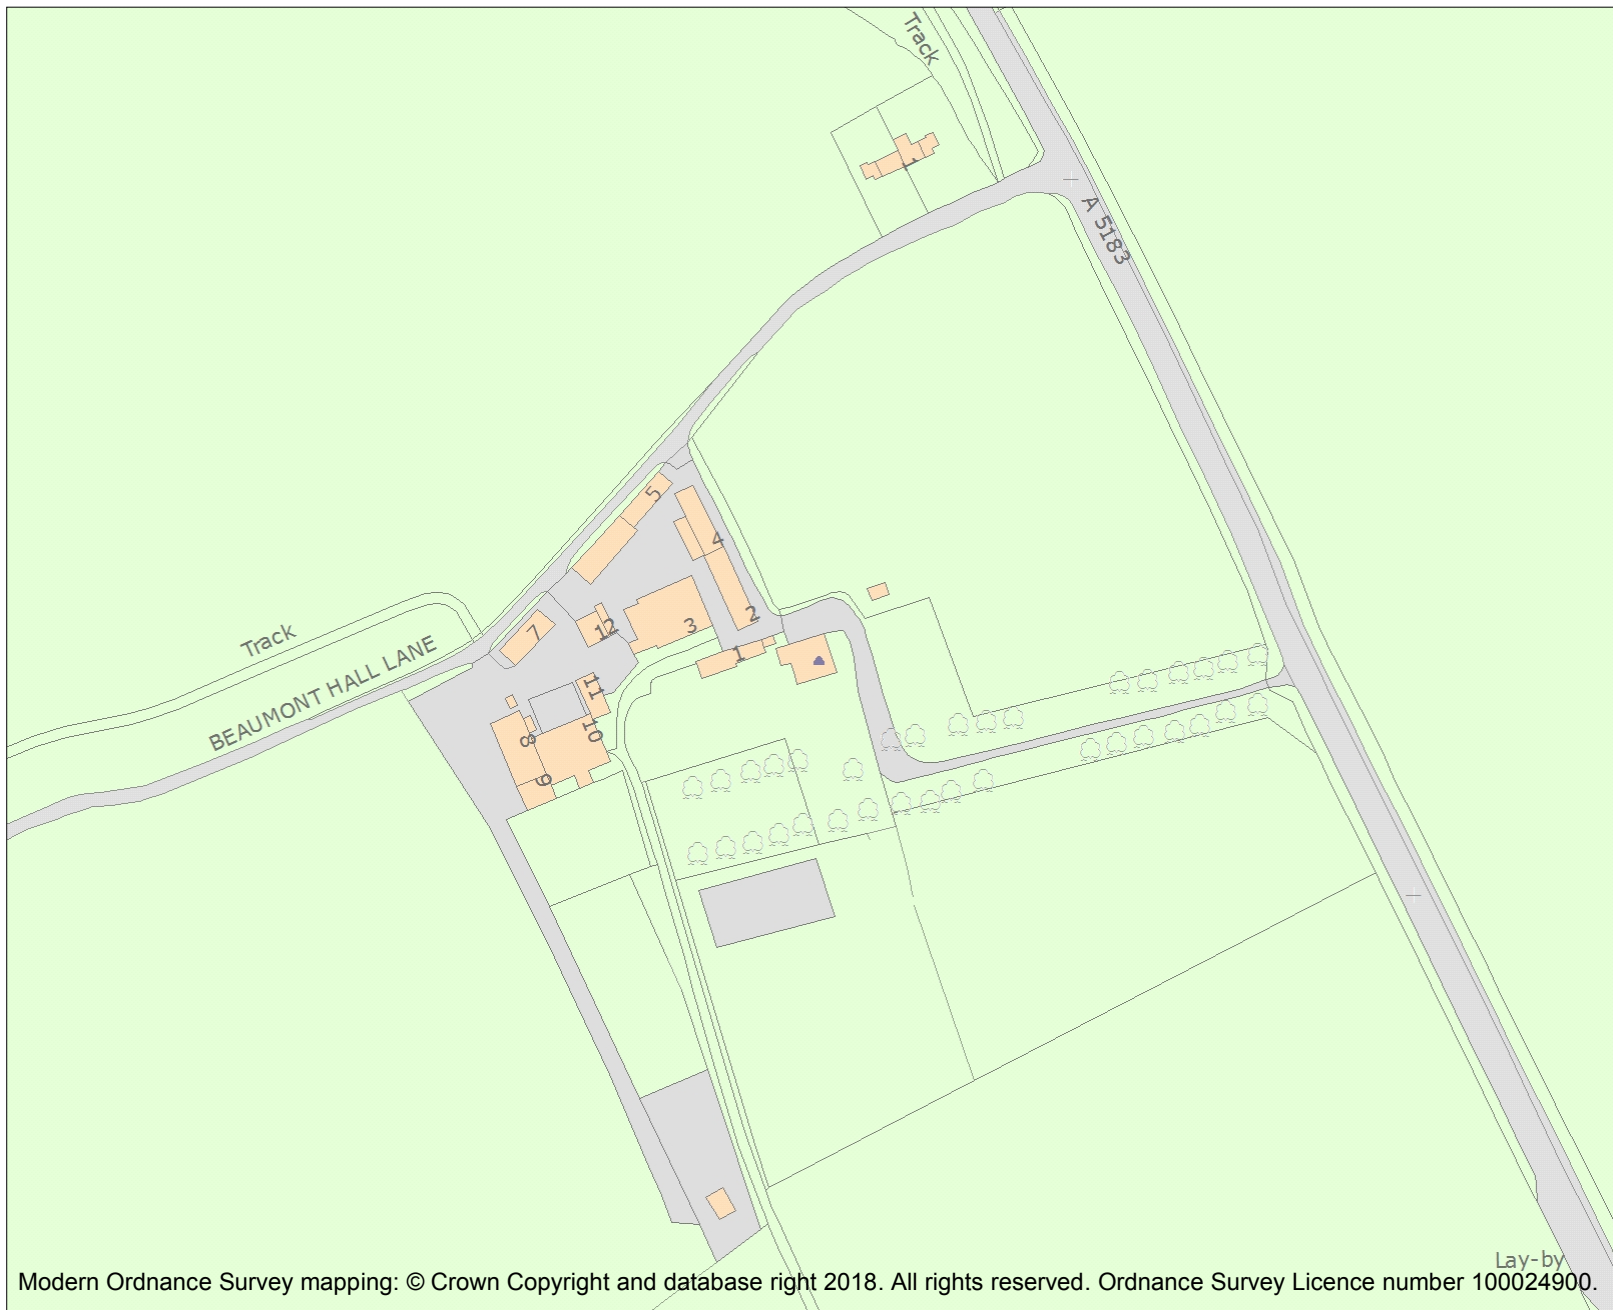 Track
1
A 5183
5
4
2
12
3
7
1
Track
BEAUMONT HALL LANE
11
10
8
9
Lay-by
Modern Ordnance Survey mapping: © Crown Copyright and database right 2018. All rights reserved. Ordnance Survey Licence number 100024900.